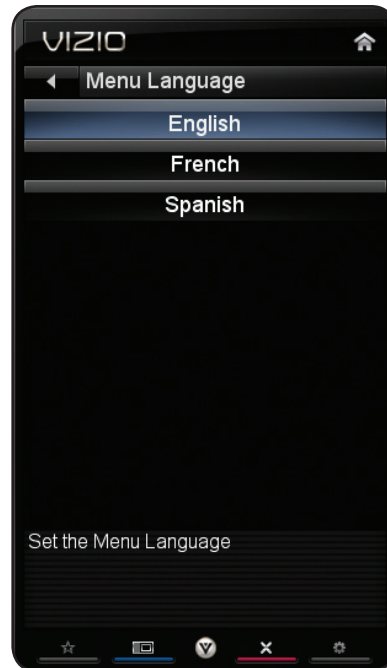 VIZIO
Menu Language
English
French
Spanish
Set the Menu Language